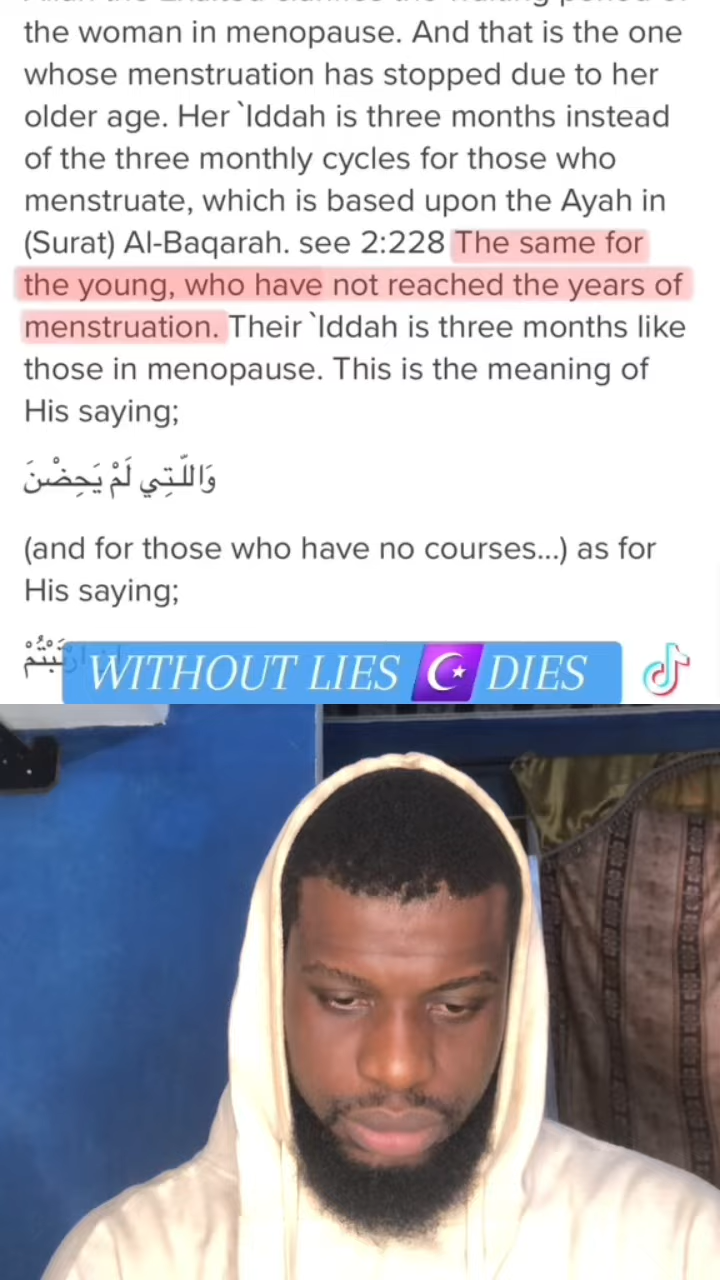 the woman in menopause. And that is the one
whose menstruation has stopped due to her
older age. Her `Iddah is three months instead
of the three monthly cycles for those who
menstruate, which is based upon the Ayah in
(Surat) Al-Baqarah. see 2:228 The same for
the young, who have not reached the years of
menstruation. Their `Iddah is three months like
those in menopause. This is the meaning of
His saying;
وَاللَّتِي لَمْ يَحِضْنَ
(and for those who have no courses...) as for
His saying;
WITHOUT LIES ☪ DIES